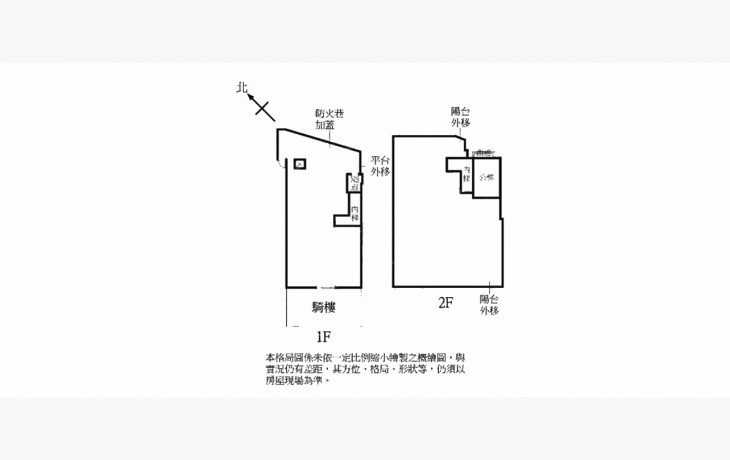 北
防火巷
加蓋
陽台
外移
平台
外移
內
梯
內
梯
公梯
騎樓
1F
2F
陽台
外移
本格局圖係未依一定比例縮小繪製之概繪圖，與
實況仍有差距，其方位、格局、形狀等，仍須以
房屋現場為準。